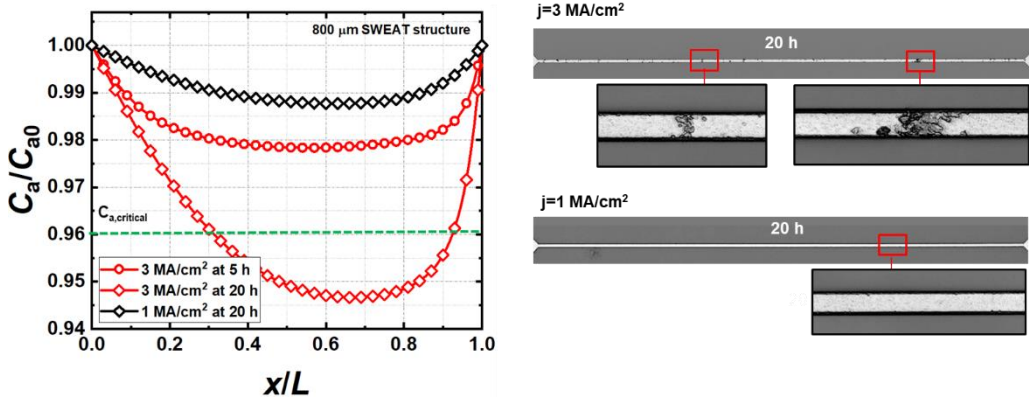 800 μm SWEAT structure
1.00
0.99
0.98
0.97
0.96
0.95
0.94
Cₐ/Cₐ₀
Cₐ,critical
3 MA/cm² at 5 h
3 MA/cm² at 20 h
1 MA/cm² at 20 h
0.0
0.2
0.4
0.6
0.8
1.0
x/L
j=3 MA/cm²
20 h
j=1 MA/cm²
20 h